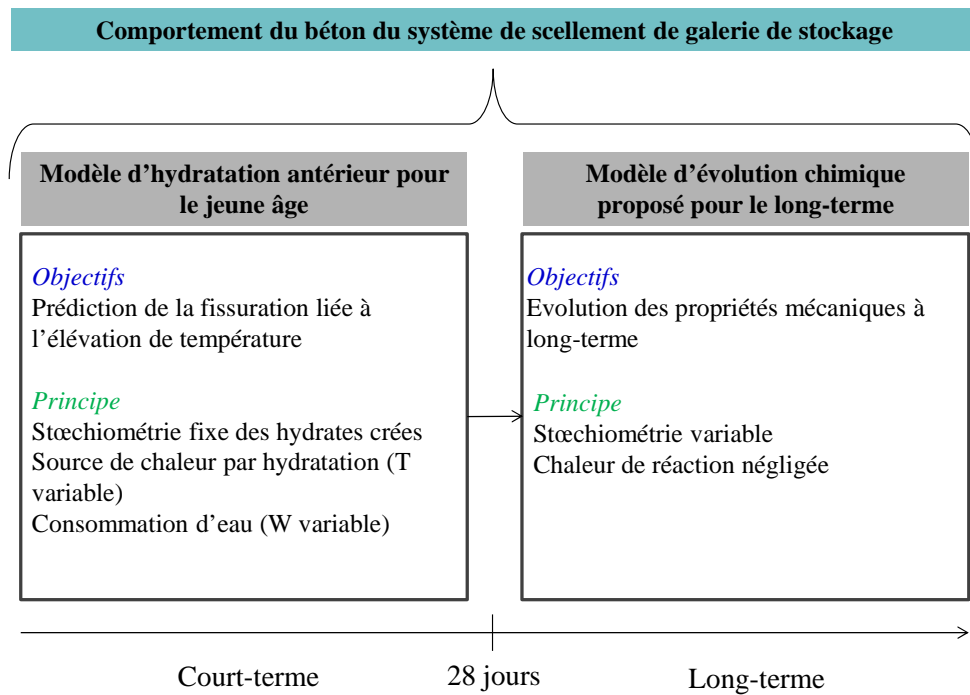 Comportement du béton du système de scellement de galerie de stockage
Modèle d'hydratation antérieur pour
le jeune âge
Objectifs
Prédiction de la fissuration liée à
l'élévation de température
Principe
Stœchiométrie fixe des hydrates crées
Source de chaleur par hydratation (T
variable)
Consommation d'eau (W variable)
Modèle d'évolution chimique
proposé pour le long-terme
Objectifs
Evolution des propriétés mécaniques à
long-terme
Principe
Stœchiométrie variable
Chaleur de réaction négligée
Court-terme
28 jours
Long-terme